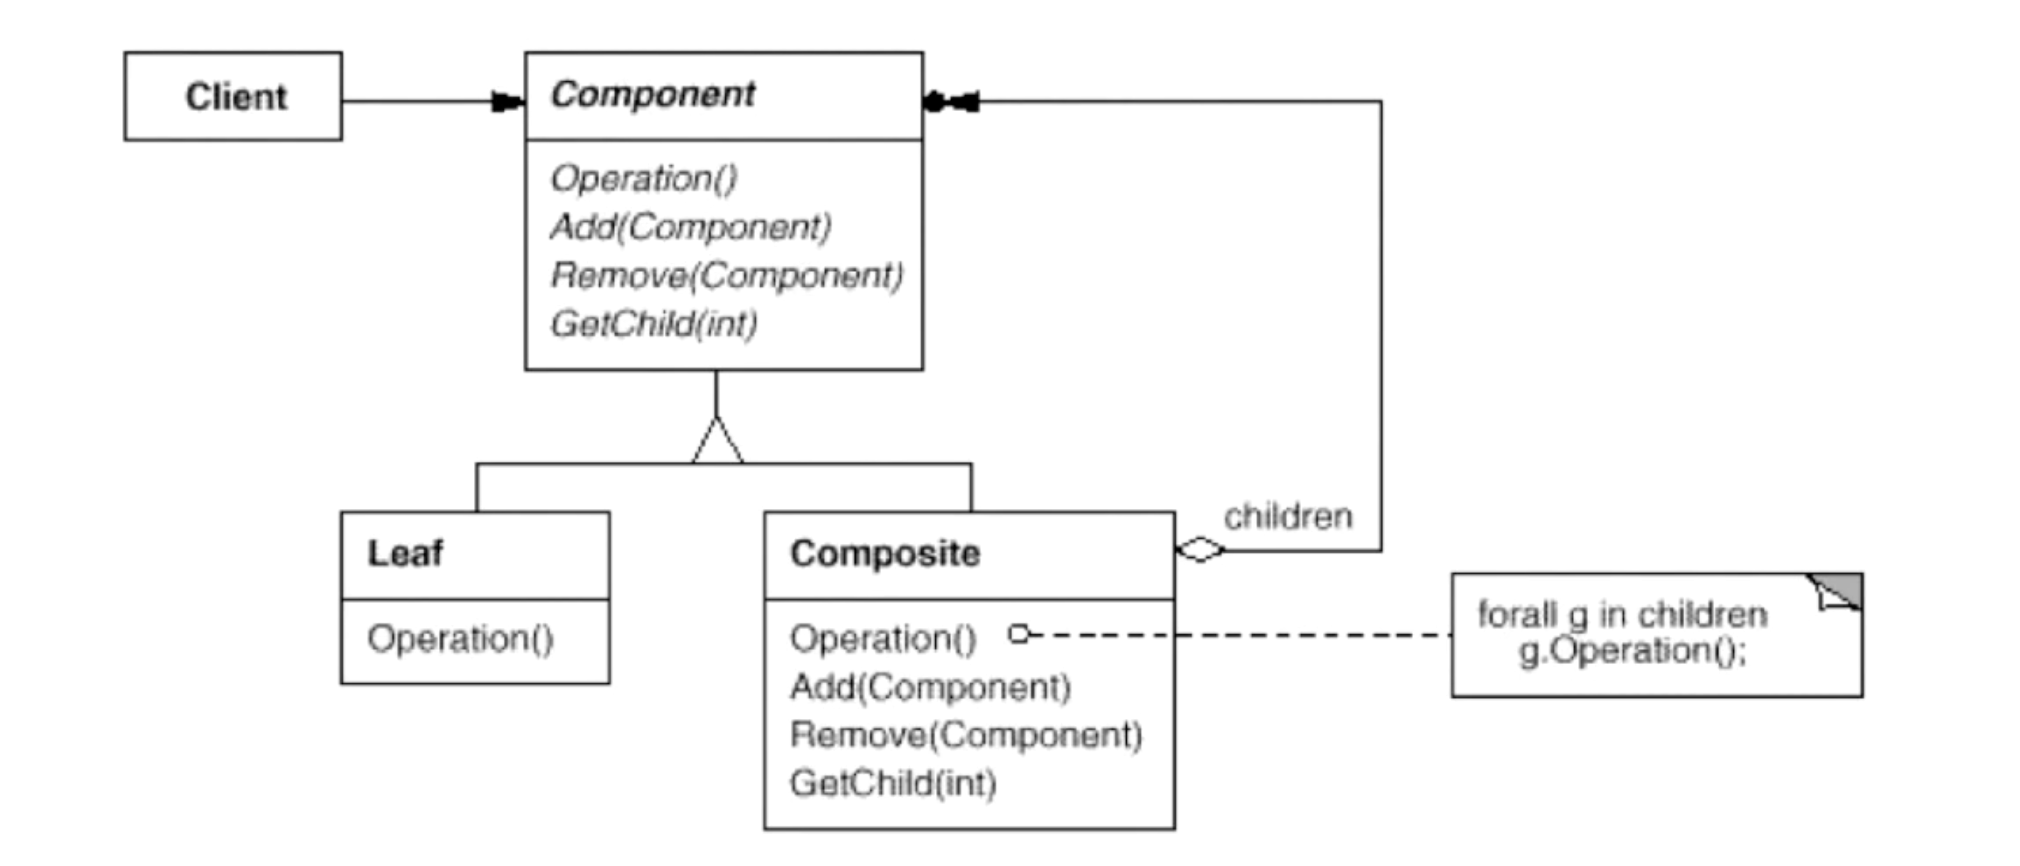 Client
Component
Operation()
Add(Component)
Remove(Component)
GetChild(int)
children
Leaf
Operation()
Composite
Operation()
Add(Component)
Remove(Component)
GetChild(int)
forall g in children
g.Operation();